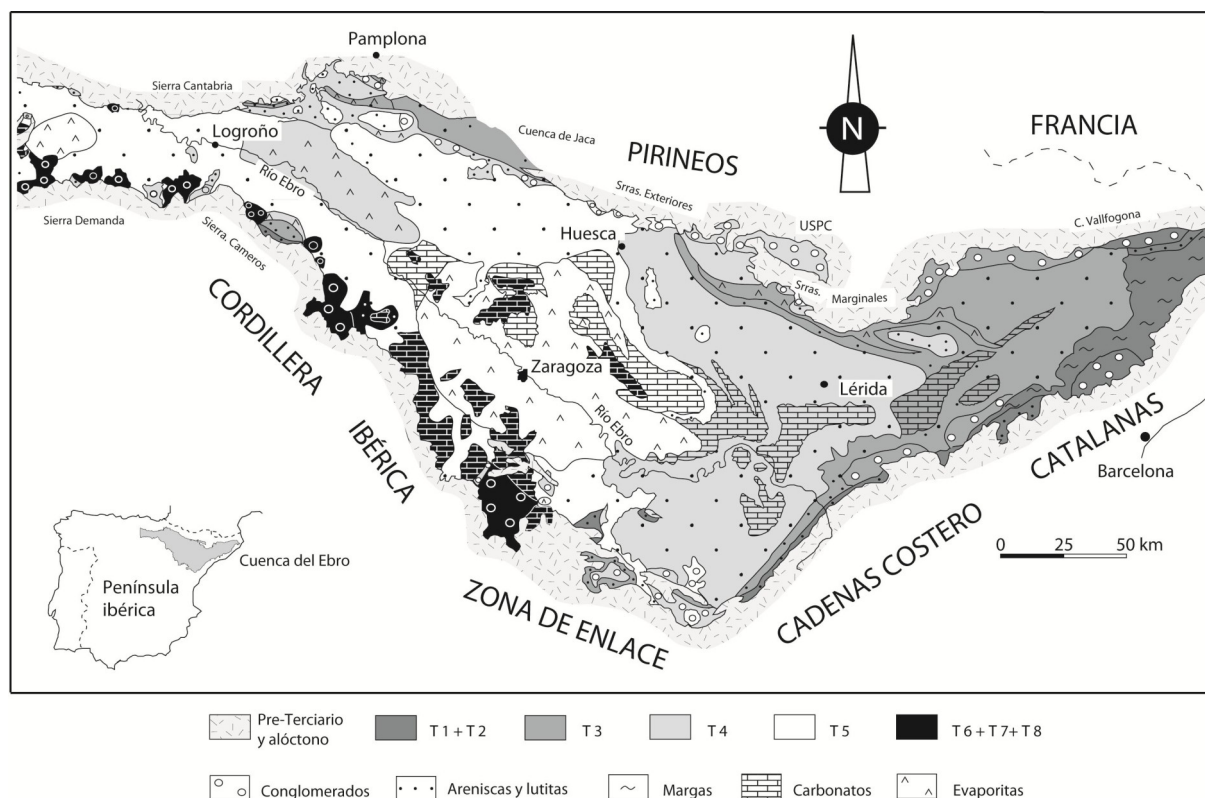 Pamplona
Sierra Cantabria
Logroño
Cuenca de Jaca
PIRINEOS
N
FRANCIA
Río Ebro
Srras. Exteriores
USPC
C. Vallfogona
Sierra Demanda
Sierra. Cameros
Huesca
Srras.
Marginales
CORDILLERA
IBÉRICA
Zaragoza
Río Ebro
Lérida
CADENAS COSTERO
CATALANAS
Barcelona
0 25 50 km
ZONA DE ENLACE
Cuenca del Ebro
Península
ibérica
Pre-Terciario
y alóctono
T 1 + T 2
T 3
T 4
T 5
T 6 + T 7 + T 8
Conglomerados
Areniscas y lutitas
Margas
Carbonatos
Evaporitas